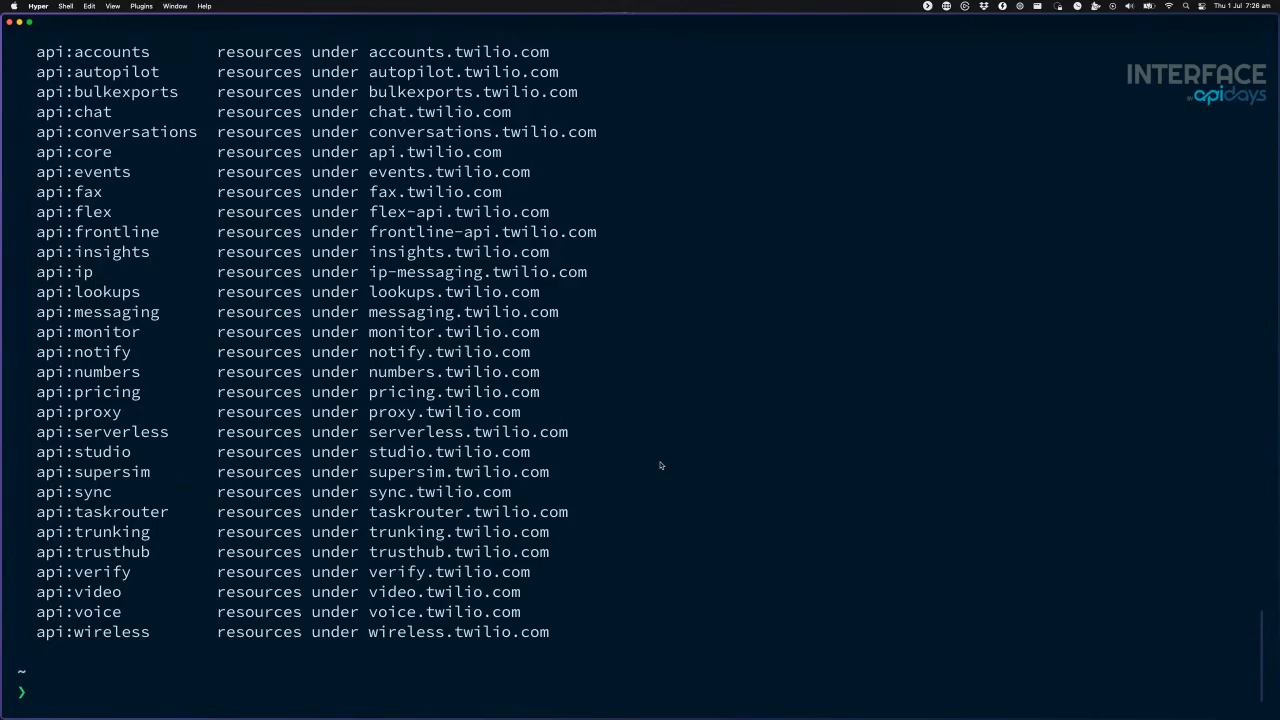 Hyper Shell Edit View Plugins Window Help Thu 1 Jul 7:26 am
api:accounts resources under accounts.twilio.com
api:autopilot resources under autopilot.twilio.com
api:bulkexports resources under bulkexports.twilio.com
api:chat resources under chat.twilio.com
api:conversations resources under conversations.twilio.com
api:core resources under api.twilio.com
api:events resources under events.twilio.com
api:fax resources under fax.twilio.com
api:flex resources under flex-api.twilio.com
api:frontline resources under frontline-api.twilio.com
api:insights resources under insights.twilio.com
api:ip resources under ip-messaging.twilio.com
api:lookups resources under lookups.twilio.com
api:messaging resources under messaging.twilio.com
api:monitor resources under monitor.twilio.com
api:notify resources under notify.twilio.com
api:numbers resources under numbers.twilio.com
api:pricing resources under pricing.twilio.com
api:proxy resources under proxy.twilio.com
api:serverless resources under serverless.twilio.com
api:studio resources under studio.twilio.com
api:supersim resources under supersim.twilio.com
api:sync resources under sync.twilio.com
api:taskrouter resources under taskrouter.twilio.com
api:trunking resources under trunking.twilio.com
api:trusthub resources under trusthub.twilio.com
api:verify resources under verify.twilio.com
api:video resources under video.twilio.com
api:voice resources under voice.twilio.com
api:wireless resources under wireless.twilio.com
~
❯
INTERFACE
BY apidays